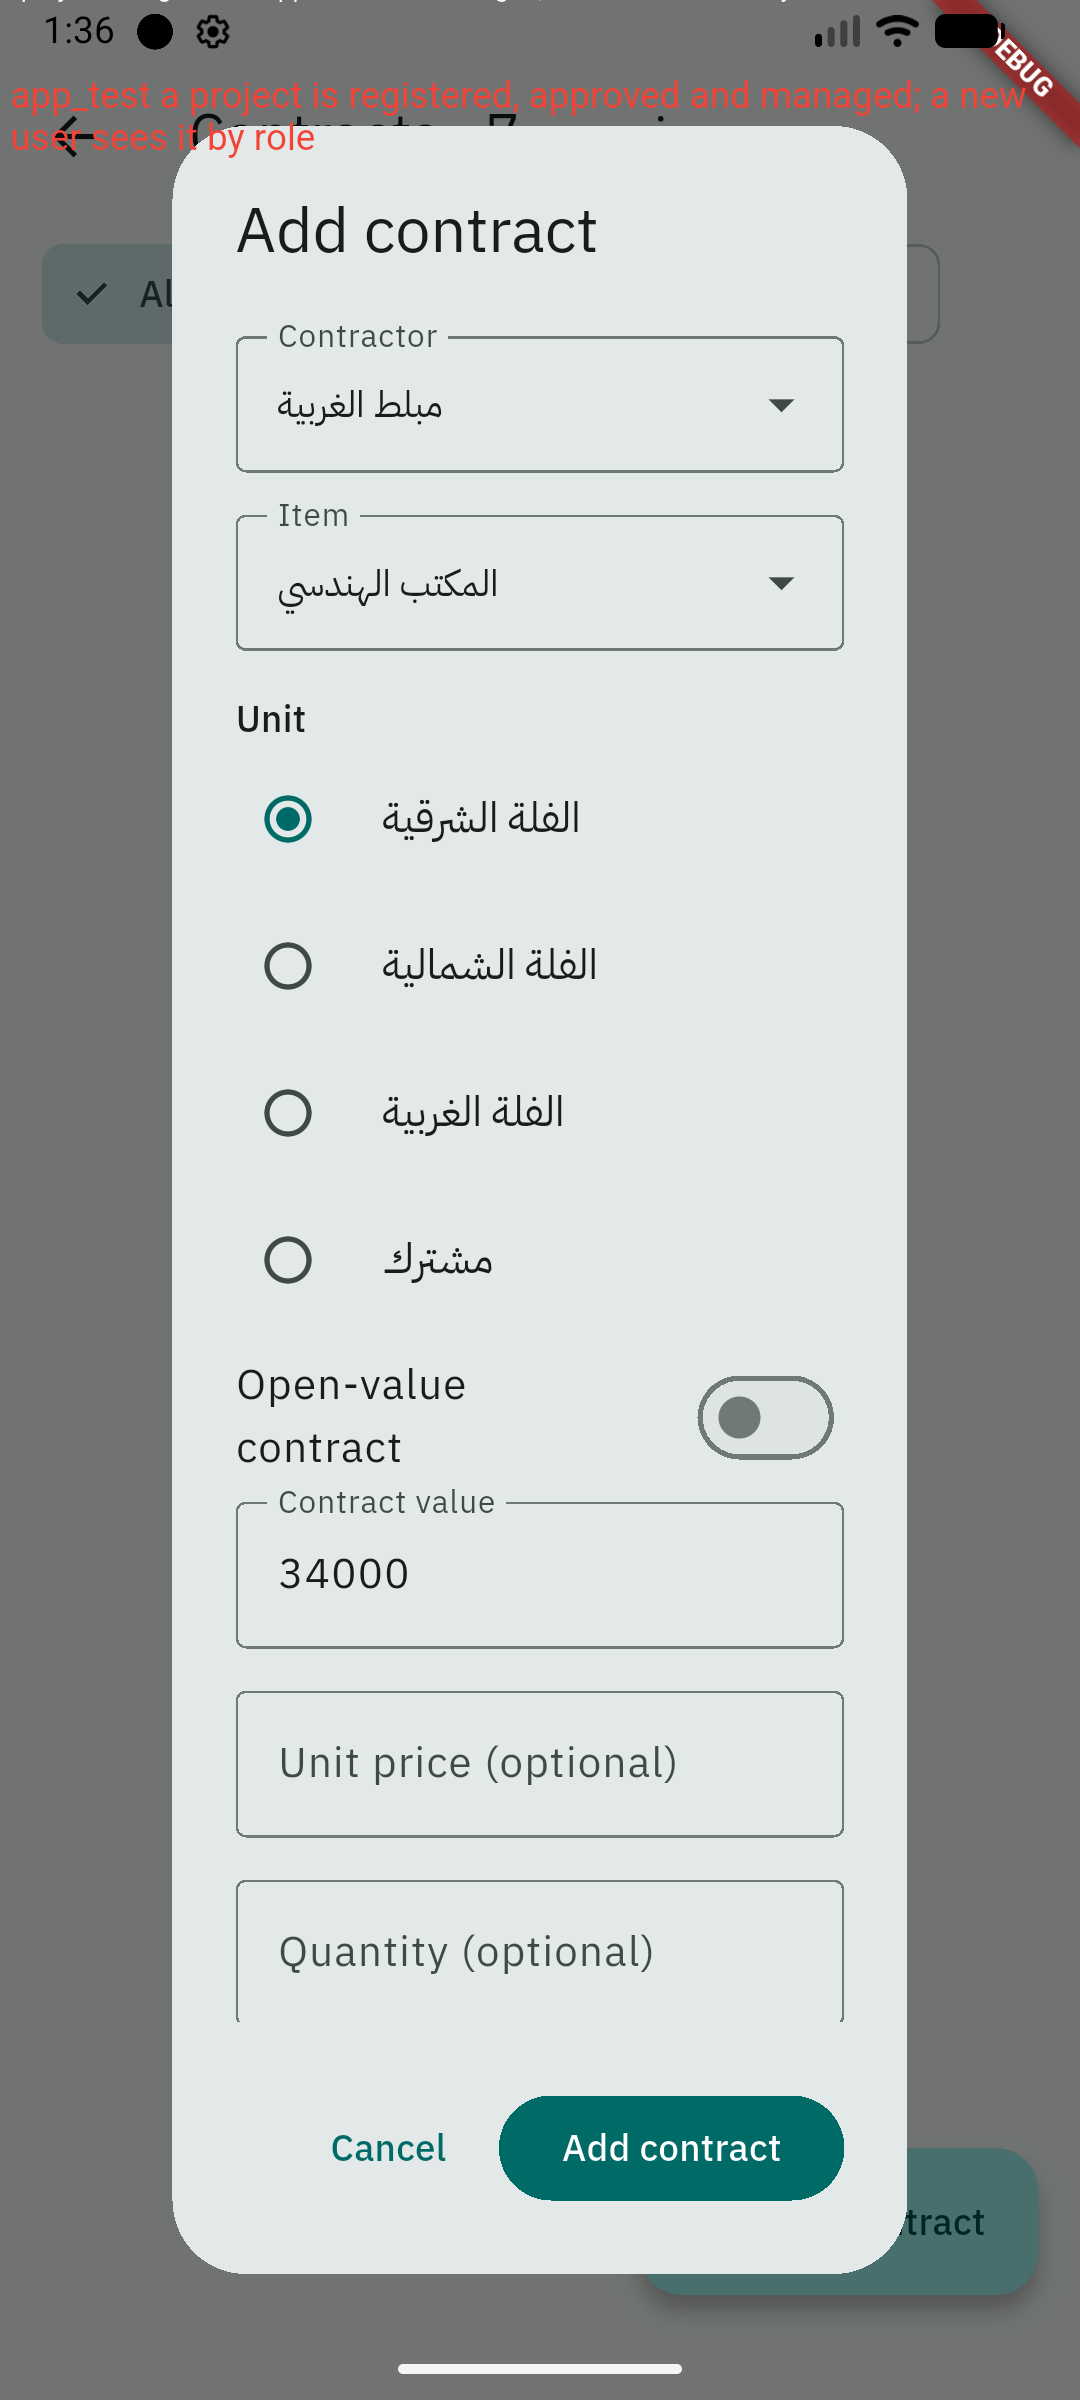 1:36
DEBUG
app_test a project is registered, approved and managed; a new
user sees it by role
Add contract
Contractor
مبلط الغربية
Item
المكتب الهندسي
Unit
الفلة الشرقية
الفلة الشمالية
الفلة الغربية
مشترك
Open-value
contract
Contract value
34000
Unit price (optional)
Quantity (optional)
Cancel
Add contract